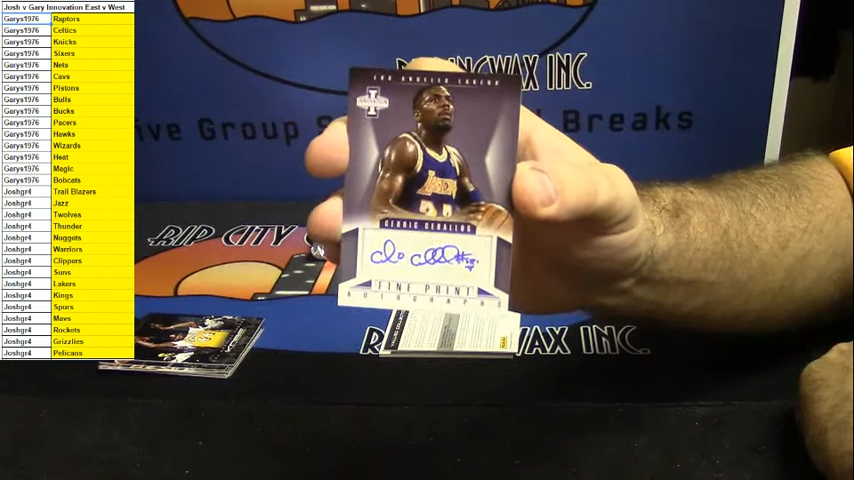 Josh v Gary Innovation East v West
Garys1976 Raptors
Garys1976 Celtics
Garys1976 Knicks
Garys1976 Sixers
Garys1976 Nets
Garys1976 Cavs
Garys1976 Pistons
Garys1976 Bulls
Garys1976 Bucks
Garys1976 Pacers
Garys1976 Hawks
Garys1976 Wizards
Garys1976 Heat
Garys1976 Magic
Garys1976 Bobcats
Joshgr4 Trail Blazers
Joshgr4 Jazz
Joshgr4 Twolves
Joshgr4 Thunder
Joshgr4 Nuggets
Joshgr4 Warriors
Joshgr4 Clippers
Joshgr4 Suns
Joshgr4 Lakers
Joshgr4 Kings
Joshgr4 Spurs
Joshgr4 Mavs
Joshgr4 Rockets
Joshgr4 Grizzlies
Joshgr4 Pelicans
WAX INC.
ive Group
Breaks
LOS ANGELES LAKERS
INNOVATION
LAKERS
CEDRIC CEBALLOS
FINE PRINT
AUTOGRAPHS
RIP CITY
WAX INC.